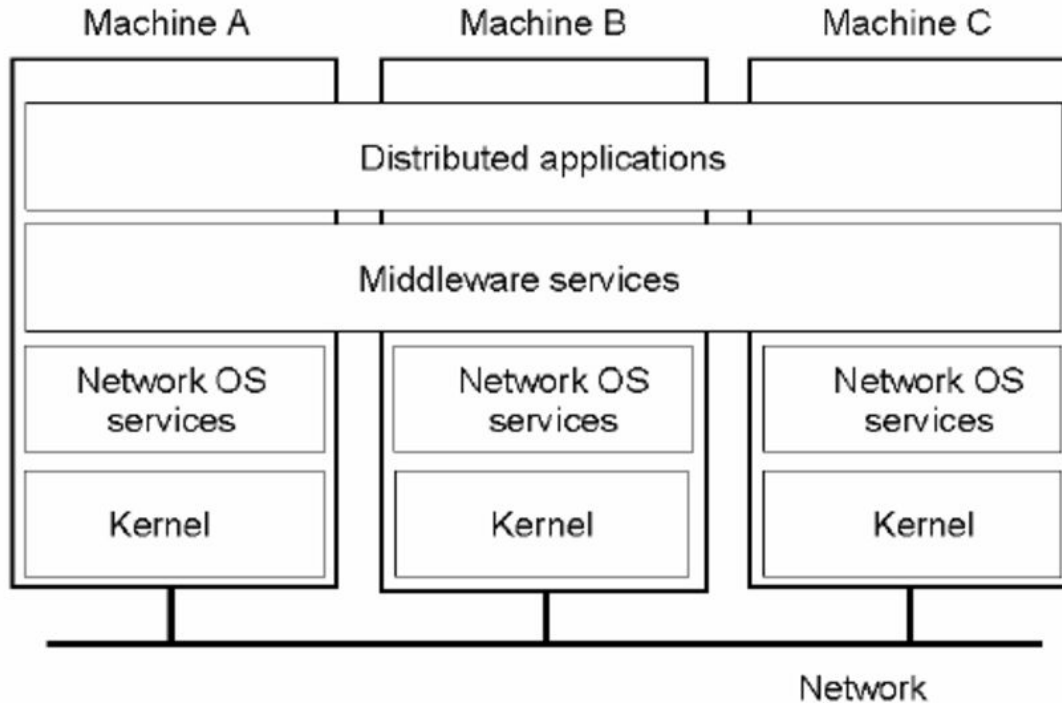 Machine A
Machine B
Machine C
Distributed applications
Middleware services
Network OS
services
Network OS
services
Network OS
services
Kernel
Kernel
Kernel
Network